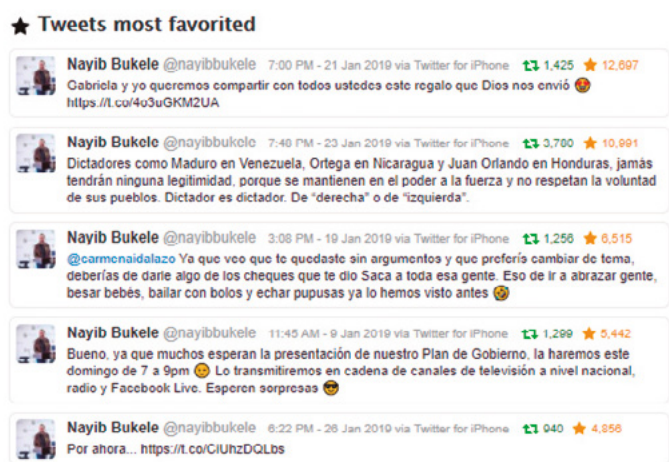 Tweets most favorited
Nayib Bukele @nayibbukele 7:00 PM - 21 Jan 2019 via Twitter for iPhone 1,425 12,697
Gabriela y yo queremos compartir con todos ustedes este regalo que Dios nos envió 😍
https://t.co/4o3uGKM2UA
Nayib Bukele @nayibbukele 7:48 PM - 23 Jan 2019 via Twitter for iPhone 3,780 10,991
Dictadores como Maduro en Venezuela, Ortega en Nicaragua y Juan Orlando en Honduras, jamás
tendrán ninguna legitimidad, porque se mantienen en el poder a la fuerza y no respetan la voluntad
de sus pueblos. Dictador es dictador. De "derecha" o de "izquierda".
Nayib Bukele @nayibbukele 3:08 PM - 19 Jan 2019 via Twitter for iPhone 1,256 6,515
@carmenaidalazo Ya que veo que te quedaste sin argumentos y que preferís cambiar de tema,
deberías de darle algo de los cheques que te dio Saca a toda esa gente. Eso de ir a abrazar gente,
besar bebés, bailar con bolos y echar pupusas ya lo hemos visto antes 🤣
Nayib Bukele @nayibbukele 11:45 AM - 9 Jan 2019 via Twitter for iPhone 1,299 5,442
Bueno, ya que muchos esperan la presentación de nuestro Plan de Gobierno, la haremos este
domingo de 7 a 9pm 😉 Lo transmitiremos en cadena de canales de televisión a nivel nacional,
radio y Facebook Live. Esperen sorpresas 😎
Nayib Bukele @nayibbukele 6:22 PM - 26 Jan 2019 via Twitter for iPhone 940 4,856
Por ahora... https://t.co/CIUhzDQLbs